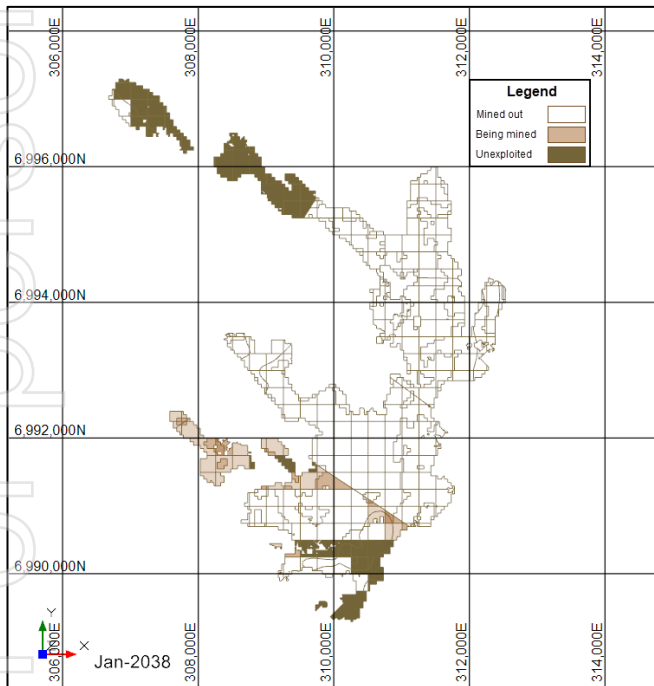 306,000E
308,000E
310,000E
312,000E
314,000E
Legend
Mined out
Being mined
Unexploited
6,996,000N
6,994,000N
6,992,000N
6,990,000N
Y
X
Jan-2038
306,000E
308,000E
310,000E
312,000E
314,000E